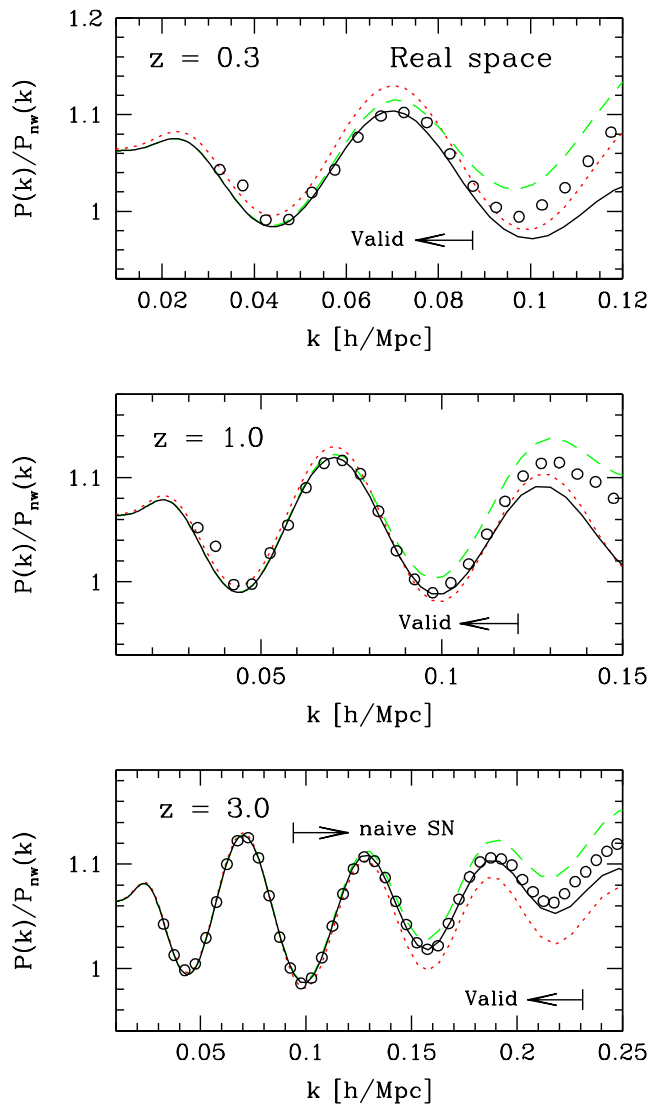 1.2
z = 0.3
Real space
1.1
P(k)/P_nw(k)
1
Valid
0.02
0.04
0.06
0.08
0.1
0.12
k [h/Mpc]
z = 1.0
1.1
P(k)/P_nw(k)
1
Valid
0.05
0.1
0.15
k [h/Mpc]
z = 3.0
naive SN
1.1
P(k)/P_nw(k)
1
Valid
0.05
0.1
0.15
0.2
0.25
k [h/Mpc]